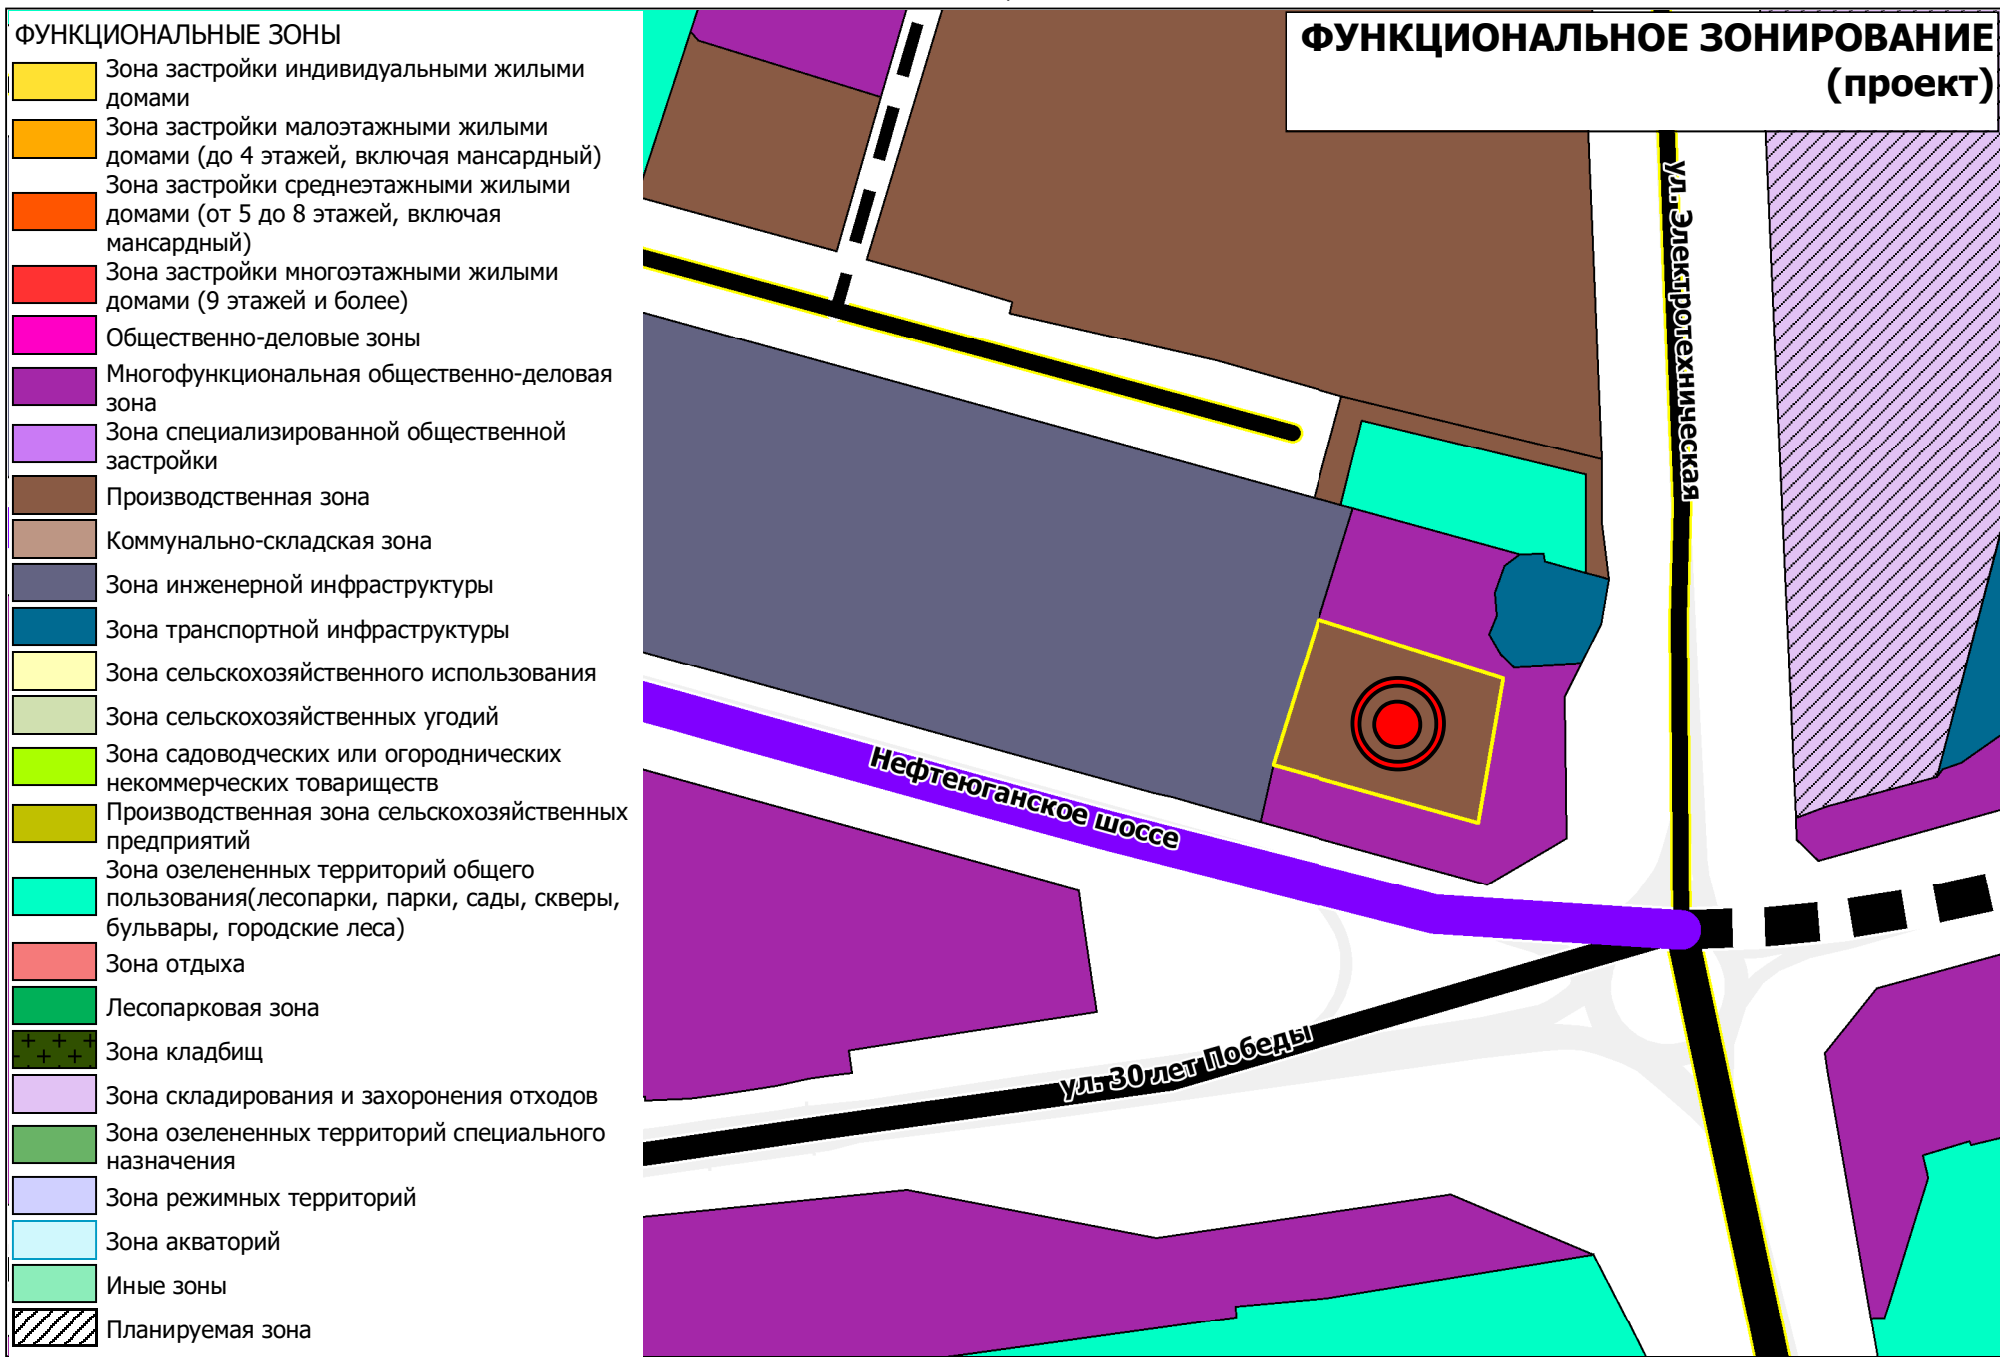 ФУНКЦИОНАЛЬНЫЕ ЗОНЫ
Зона застройки индивидуальными жилыми
домами
Зона застройки малоэтажными жилыми
домами (до 4 этажей, включая мансардный)
Зона застройки среднеэтажными жилыми
домами (от 5 до 8 этажей, включая
мансардный)
Зона застройки многоэтажными жилыми
домами (9 этажей и более)
Общественно-деловые зоны
Многофункциональная общественно-деловая
зона
Зона специализированной общественной
застройки
Производственная зона
Коммунально-складская зона
Зона инженерной инфраструктуры
Зона транспортной инфраструктуры
Зона сельскохозяйственного использования
Зона сельскохозяйственных угодий
Зона садоводческих или огороднических
некоммерческих товариществ
Производственная зона сельскохозяйственных
предприятий
Зона озелененных территорий общего
пользования(лесопарки, парки, сады, скверы,
бульвары, городские леса)
Зона отдыха
Лесопарковая зона
Зона кладбищ
Зона складирования и захоронения отходов
Зона озелененных территорий специального
назначения
Зона режимных территорий
Зона акваторий
Иные зоны
Планируемая зона
ФУНКЦИОНАЛЬНОЕ ЗОНИРОВАНИЕ
(проект)
ул. Электротехническая
Нефтеюганское шоссе
ул. 30 лет Победы